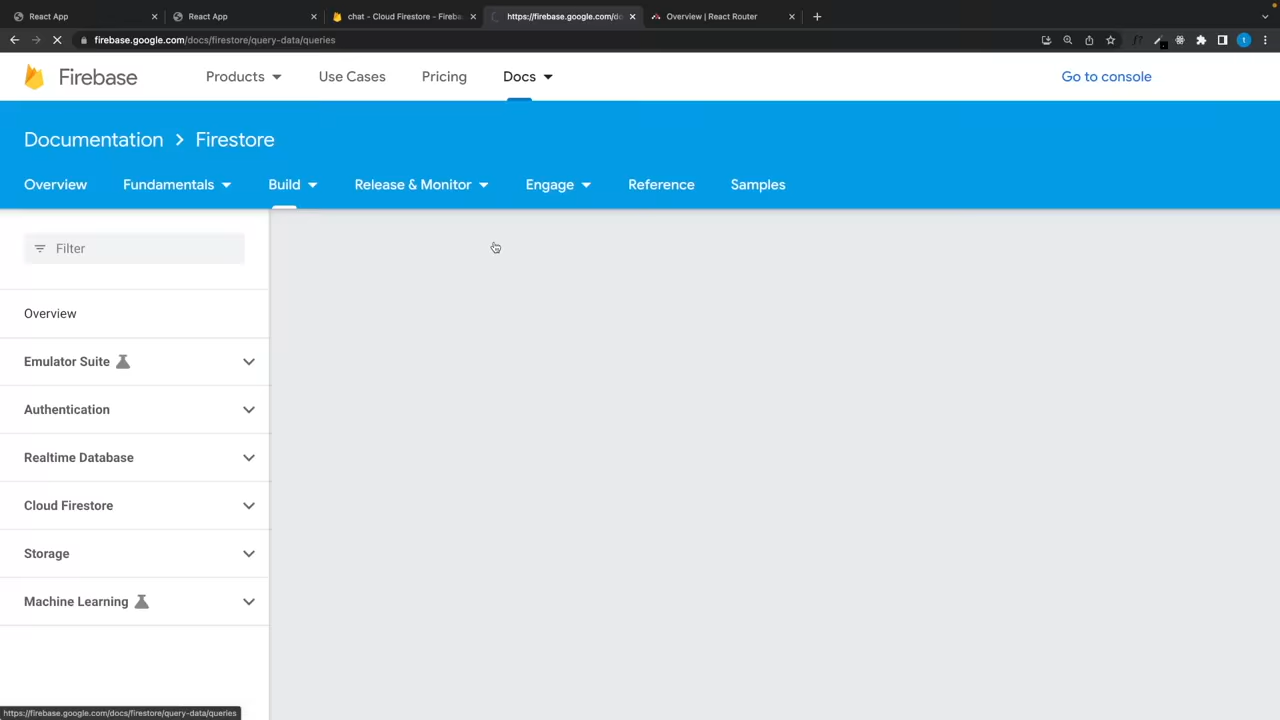 React App
React App
chat - Cloud Firestore - Fireba
https://firebase.google.com/do
Overview | React Router
firebase.google.com/docs/firestore/query-data/queries
Firebase
Products
Use Cases
Pricing
Docs
Go to console
Documentation > Firestore
Overview
Fundamentals
Build
Release & Monitor
Engage
Reference
Samples
Filter
Overview
Emulator Suite
Authentication
Realtime Database
Cloud Firestore
Storage
Machine Learning
https://firebase.google.com/docs/firestore/query-data/queries